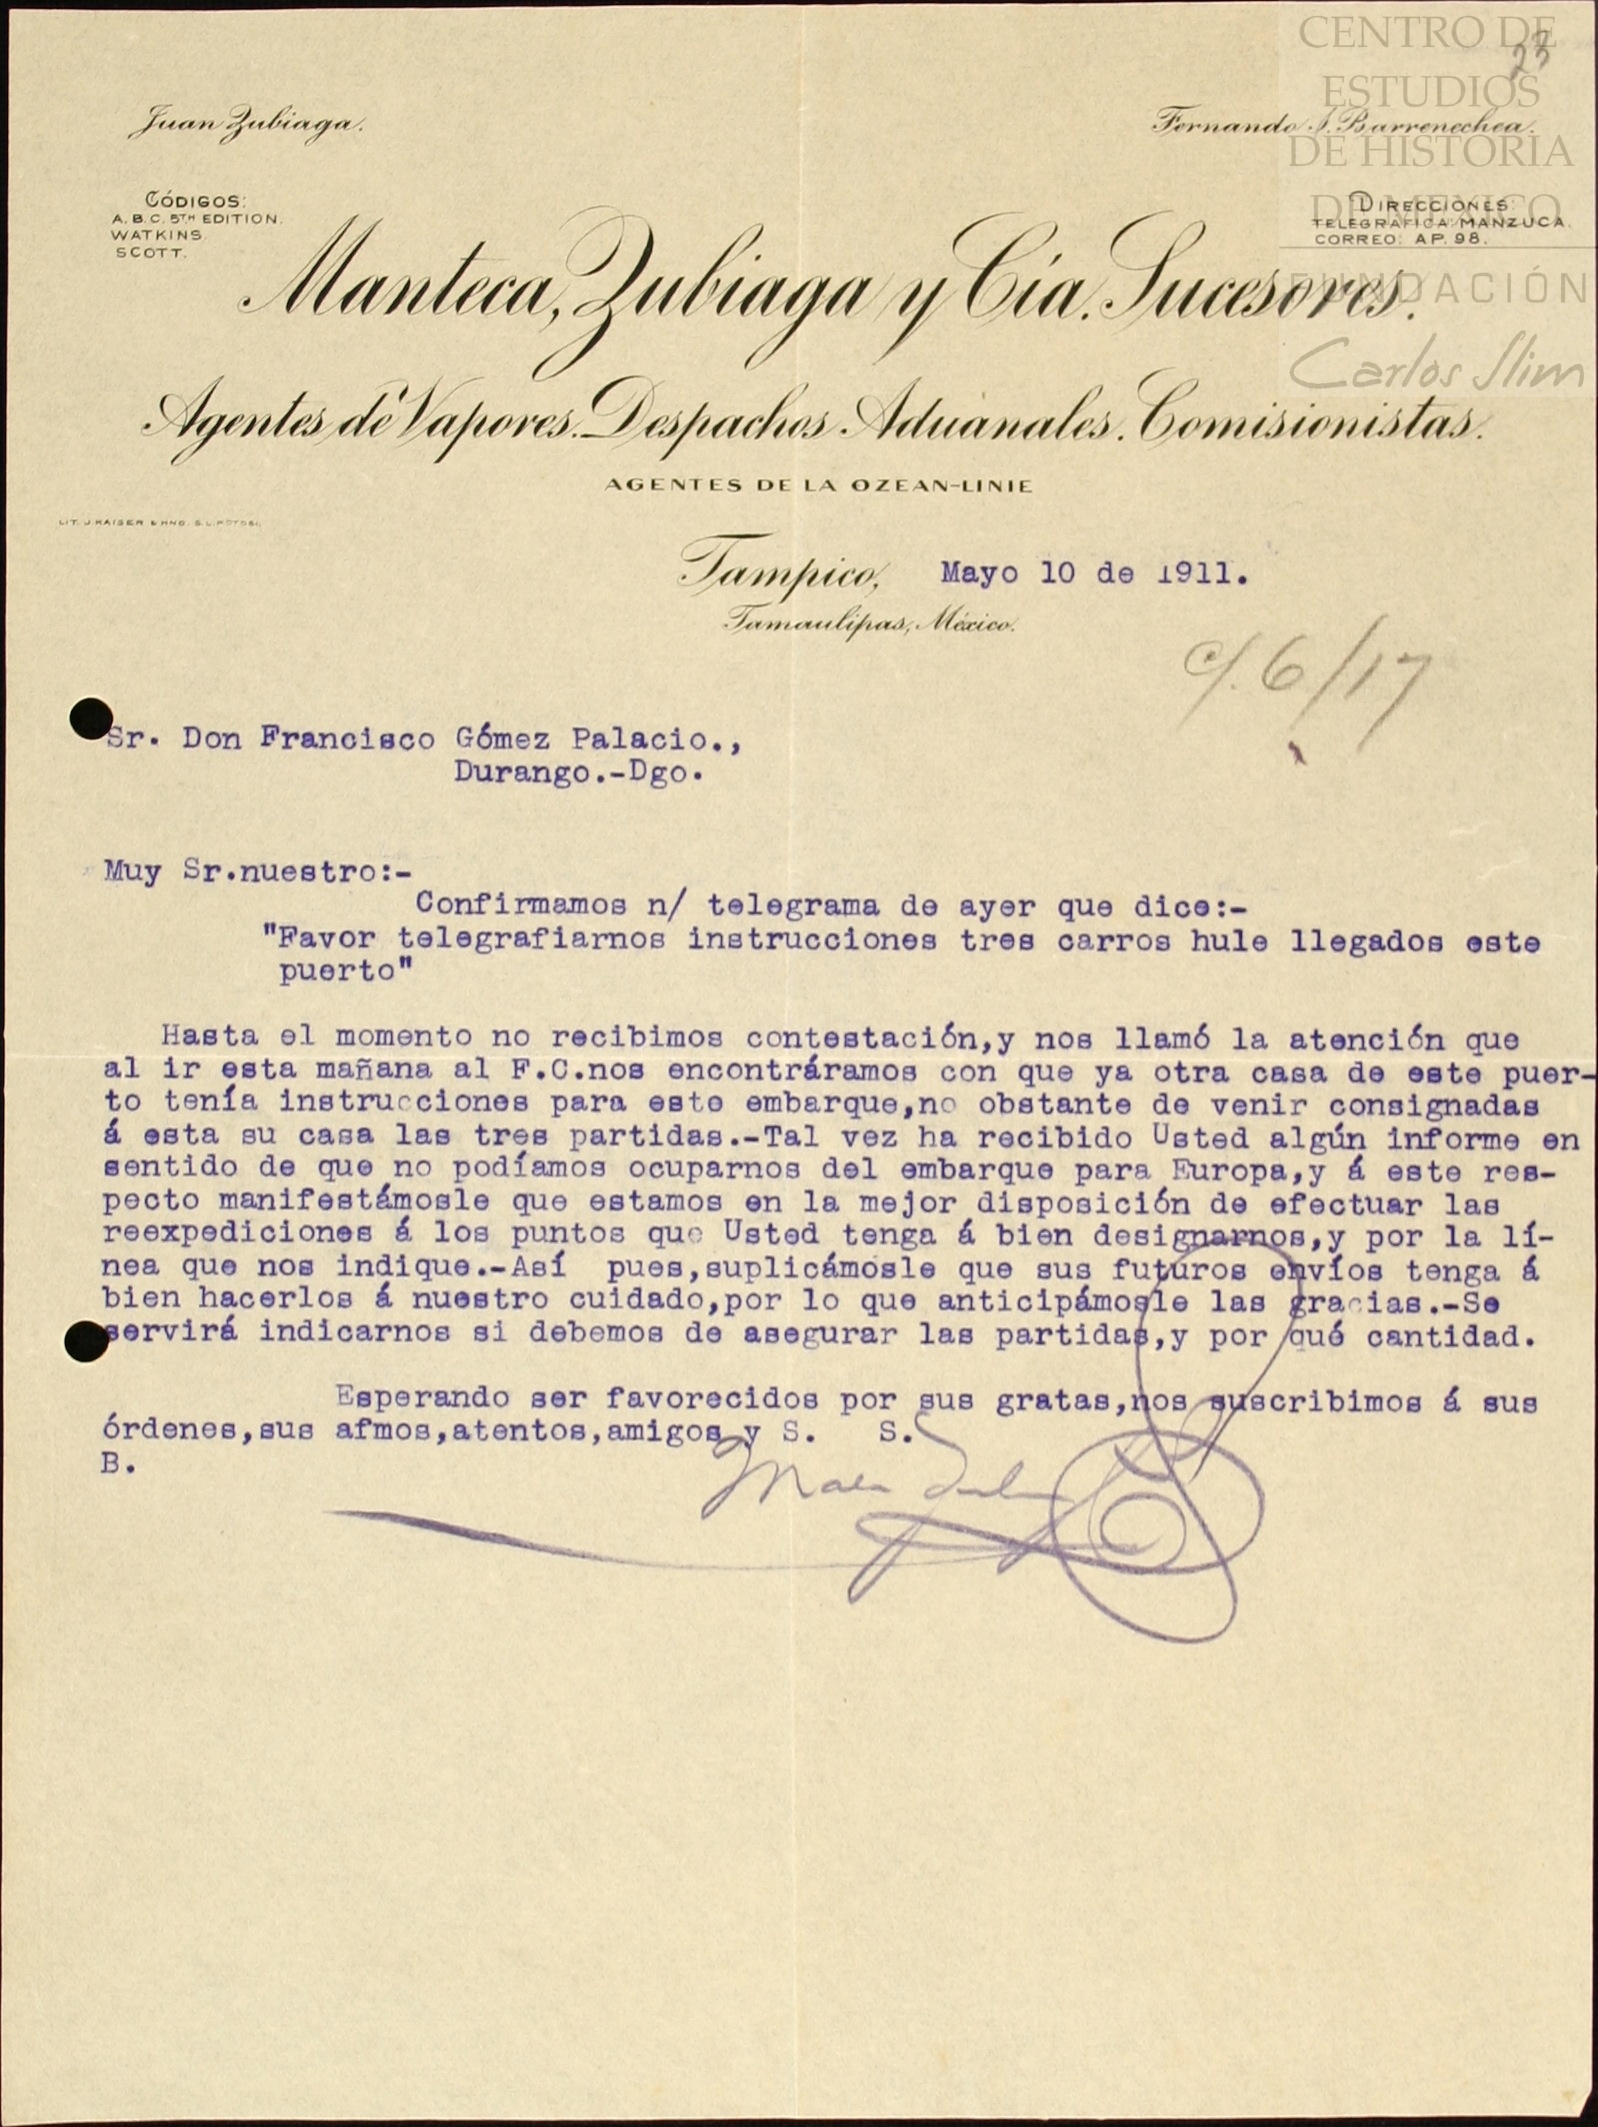 CENTRO DE
ESTUDIOS
DE HISTORIA
DE MÉXICO
FUNDACIÓN
Carlos Slim
23
Juan Zubiaga.
Fernando J. Barrenechea.
CÓDIGOS:
A.B.C. 5TH EDITION.
WATKINS.
SCOTT.
DIRECCIONES:
TELEGRAFICA: MANZUCA.
CORREO: AP. 98.
Manteca, Zubiaga y Cía. Sucesores.
Agentes de Vapores. Despachos Aduanales. Comisionistas.
AGENTES DE LA OZEAN-LINIE
LIT. J. KAISER & HNO. S.L. POTOSI.
Tampico, Mayo 10 de 1911.
Tamaulipas, México.
c/. 6/17
Sr. Don Francisco Gómez Palacio.,
Durango.-Dgo.
Muy Sr.nuestro:-
Confirmamos n/ telegrama de ayer que dice:-
"Favor telegrafiarnos instrucciones tres carros hule llegados este
puerto"
Hasta el momento no recibimos contestación,y nos llamó la atención que
al ir esta mañana al F.C.nos encontráramos con que ya otra casa de este puer-
to tenía instrucciones para este embarque,no obstante de venir consignadas
á esta su casa las tres partidas.-Tal vez ha recibido Usted algún informe en
sentido de que no podíamos ocuparnos del embarque para Europa,y á este res-
pecto manifestámosle que estamos en la mejor disposición de efectuar las
reexpediciones á los puntos que Usted tenga á bien designarnos,y por la lí-
nea que nos indique.-Así pues,suplicámosle que sus futuros envíos tenga á
bien hacerlos á nuestro cuidado,por lo que anticipámosle las gracias.-Se
servirá indicarnos si debemos de asegurar las partidas,y por qué cantidad.
Esperando ser favorecidos por sus gratas,nos suscribimos á sus
órdenes,sus afmos,atentos,amigos y S. S.
B.